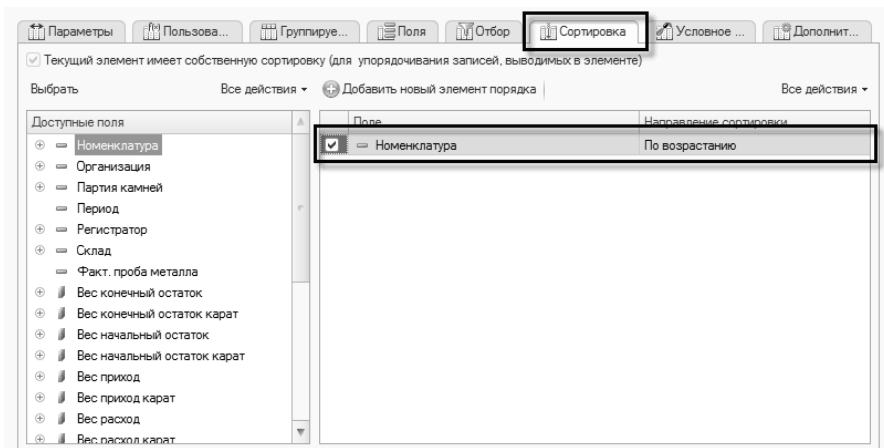 Параметры Пользова... Группируе... Поля Отбор Сортировка Условное ... Дополнит...
Текущий элемент имеет собственную сортировку (для упорядочивания записей, выводимых в элементе)
Выбрать Все действия Добавить новый элемент порядка Все действия
Доступные поля Поле Направление сортировки
Номенклатура Номенклатура По возрастанию
Организация
Партия камней
Период
Регистратор
Склад
Факт. проба металла
Вес конечный остаток
Вес конечный остаток карат
Вес начальный остаток
Вес начальный остаток карат
Вес приход
Вес приход карат
Вес расход
Вес расход карат